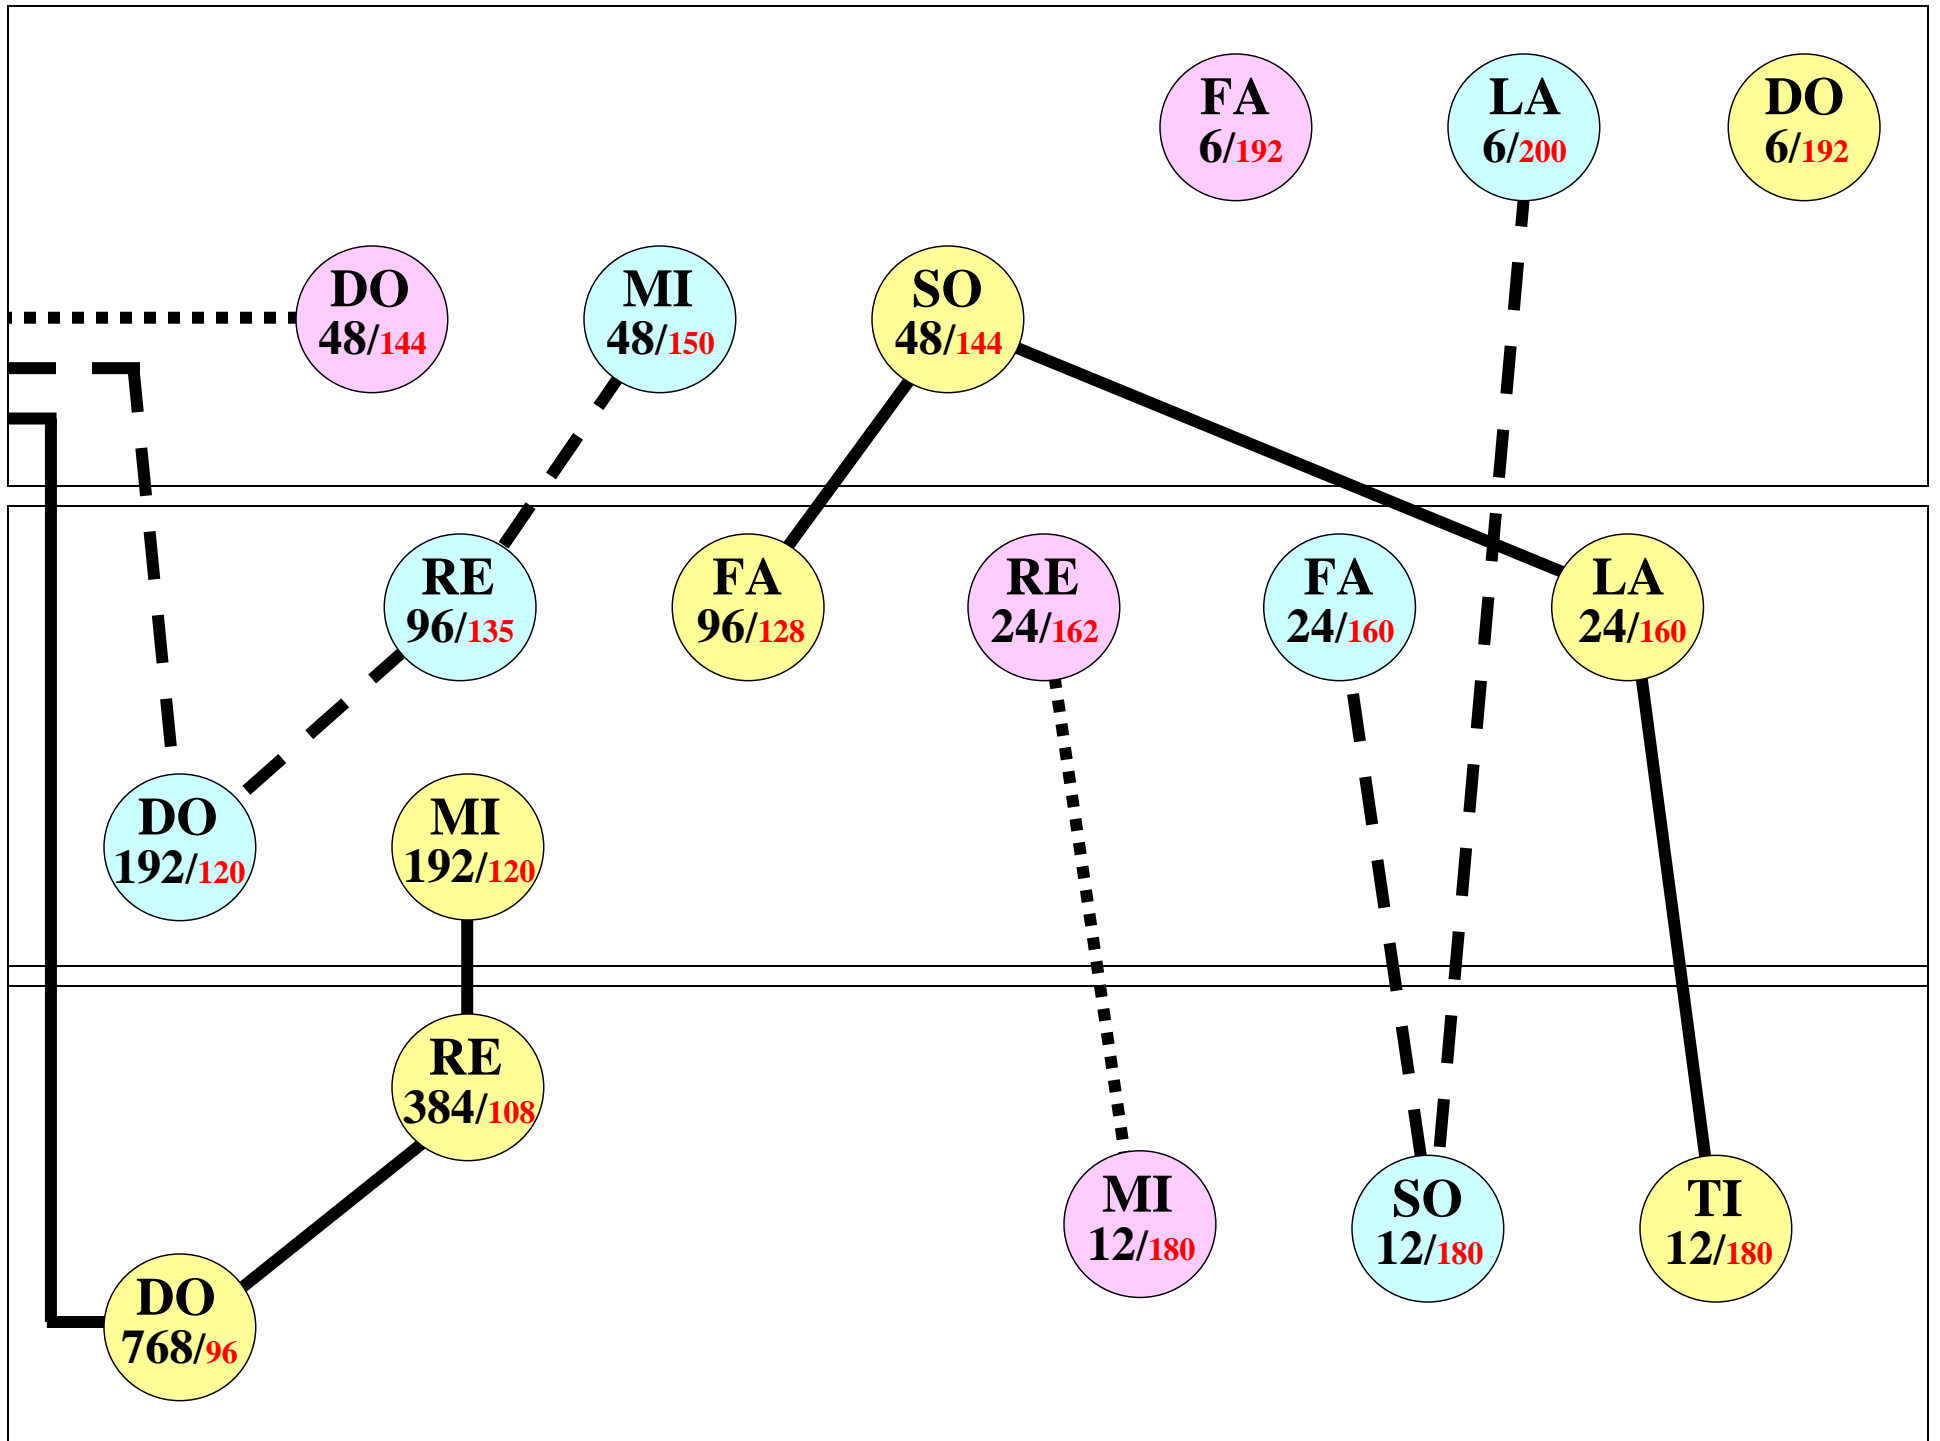 FA
6/192
LA
6/200
DO
6/192
DO
48/144
MI
48/150
SO
48/144
RE
96/135
FA
96/128
RE
24/162
FA
24/160
LA
24/160
DO
192/120
MI
192/120
RE
384/108
MI
12/180
SO
12/180
TI
12/180
DO
768/96